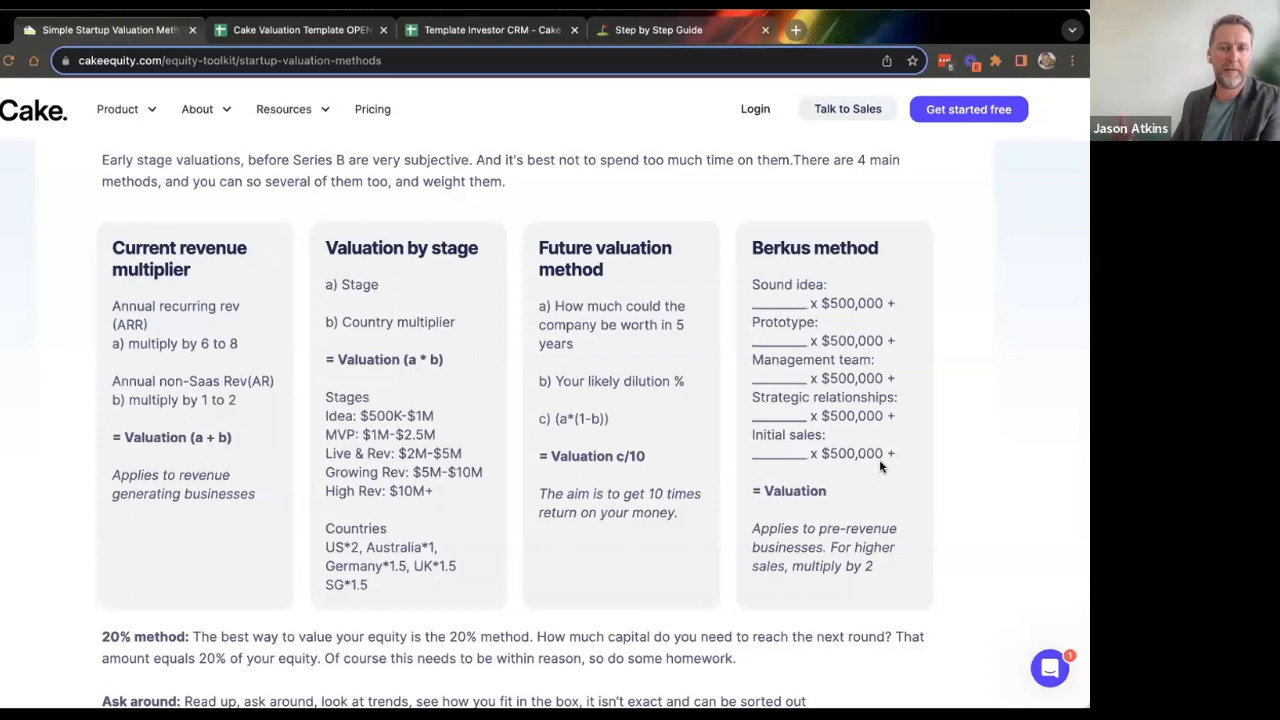 Simple Startup Valuation Meth
Cake Valuation Template OPEN
Template Investor CRM - Cake
Step by Step Guide
cakeequity.com/equity-toolkit/startup-valuation-methods
Cake.
Product
About
Resources
Pricing
Login
Talk to Sales
Get started free
Jason Atkins
Early stage valuations, before Series B are very subjective. And it's best not to spend too much time on them.There are 4 main
methods, and you can so several of them too, and weight them.
Current revenue
multiplier
Annual recurring rev
(ARR)
a) multiply by 6 to 8
Annual non-Saas Rev(AR)
b) multiply by 1 to 2
= Valuation (a + b)
Applies to revenue
generating businesses
Valuation by stage
a) Stage
b) Country multiplier
= Valuation (a * b)
Stages
Idea: $500K-$1M
MVP: $1M-$2.5M
Live & Rev: $2M-$5M
Growing Rev: $5M-$10M
High Rev: $10M+
Countries
US*2, Australia*1,
Germany*1.5, UK*1.5
SG*1.5
Future valuation
method
a) How much could the
company be worth in 5
years
b) Your likely dilution %
c) (a*(1-b))
= Valuation c/10
The aim is to get 10 times
return on your money.
Berkus method
Sound idea:
_______ x $500,000 +
Prototype:
_______ x $500,000 +
Management team:
_______ x $500,000 +
Strategic relationships:
_______ x $500,000 +
Initial sales:
_______ x $500,000 +
= Valuation
Applies to pre-revenue
businesses. For higher
sales, multiply by 2
20% method: The best way to value your equity is the 20% method. How much capital do you need to reach the next round? That
amount equals 20% of your equity. Of course this needs to be within reason, so do some homework.
Ask around: Read up, ask around, look at trends, see how you fit in the box, it isn't exact and can be sorted out
1